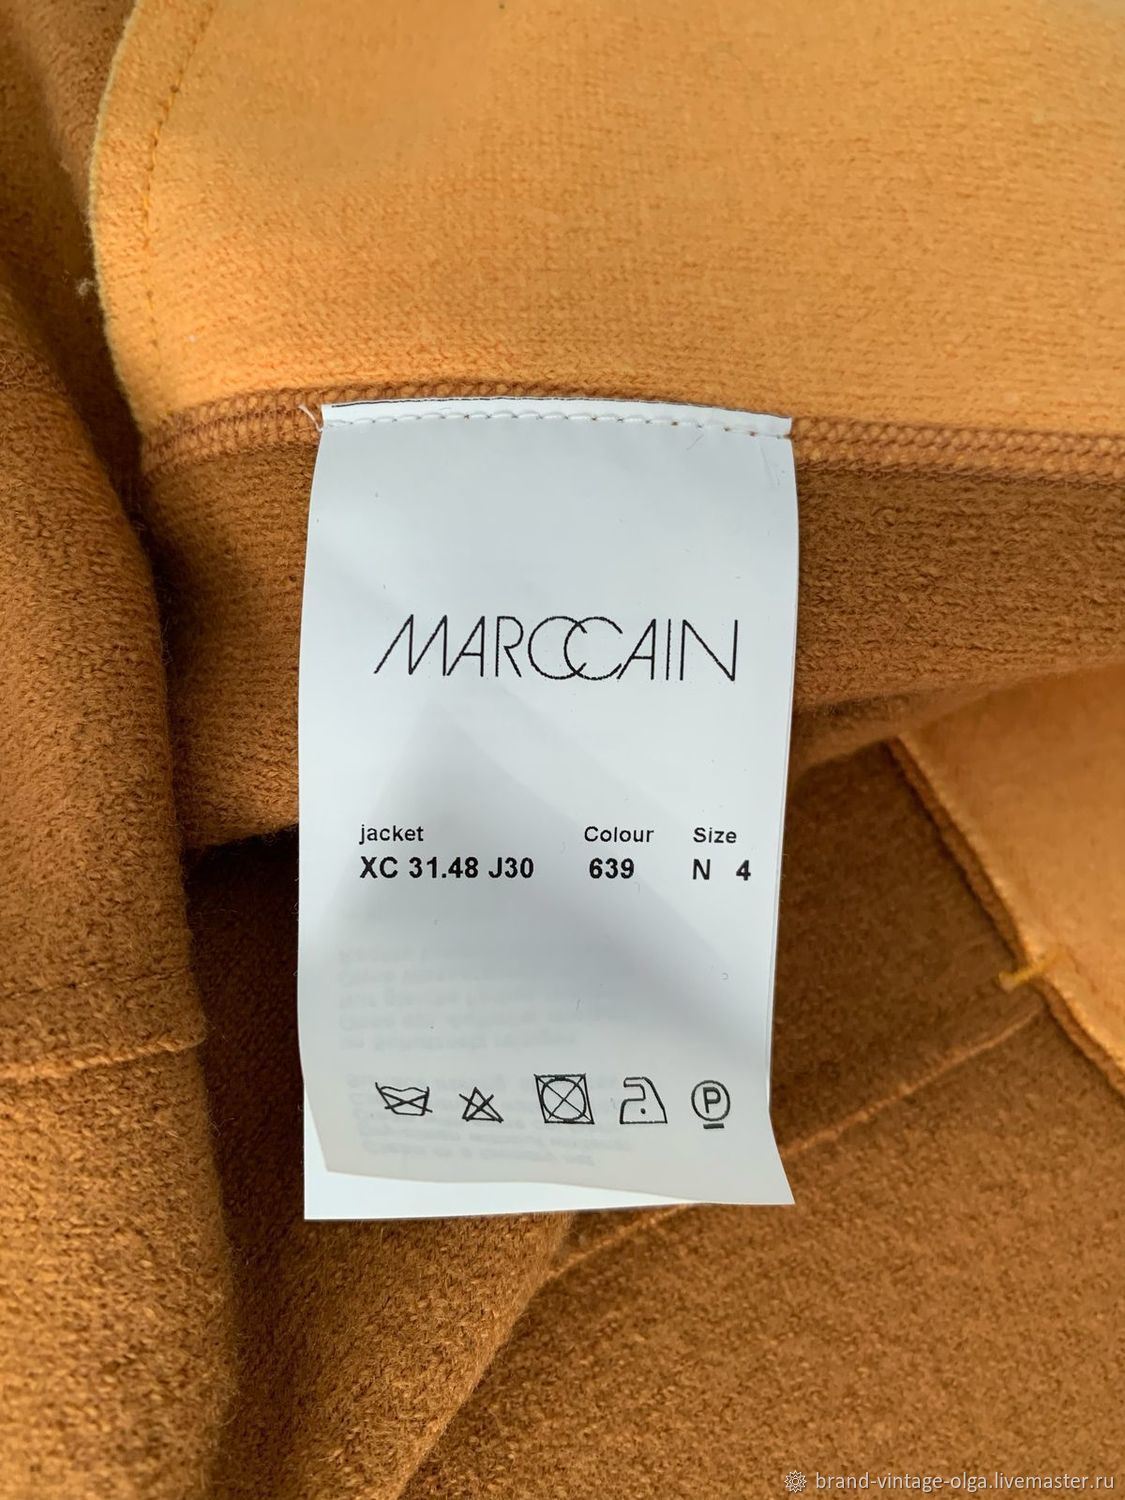 MARCCAIN
jacket Colour Size
XC 31.48 J30 639 N 4
P
brand-vintage-olga.livemaster.ru